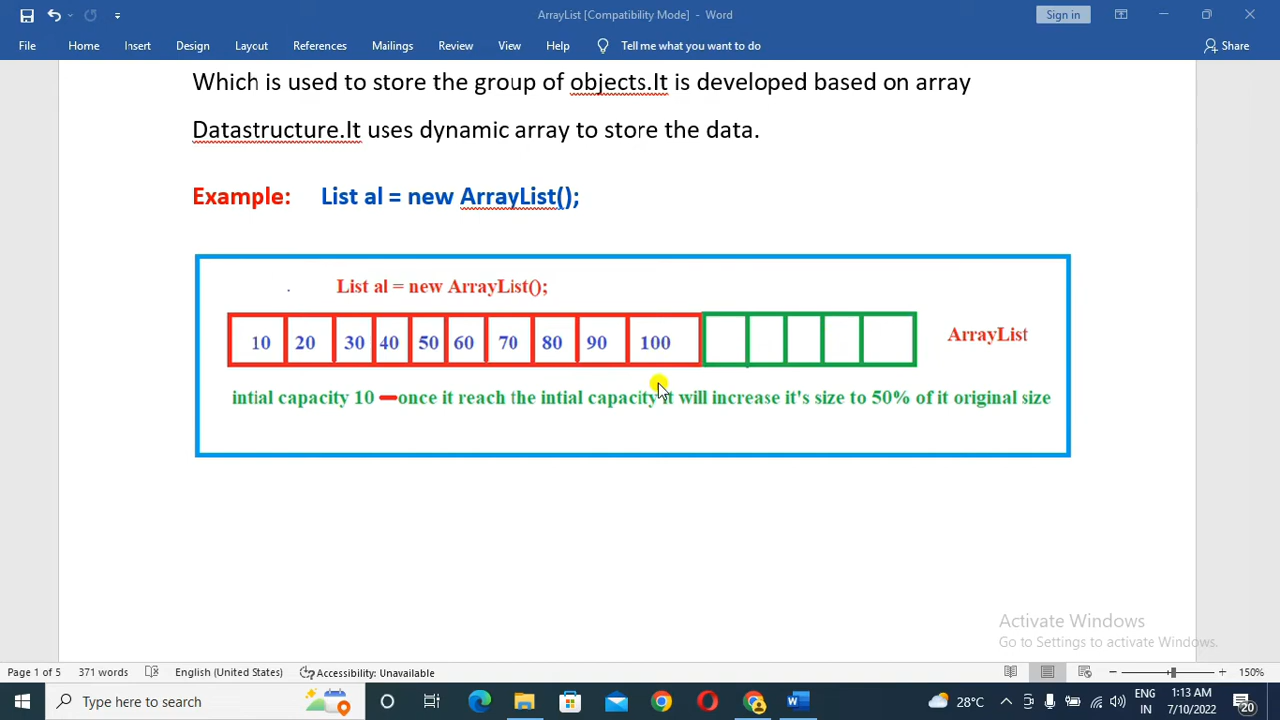 ArrayList [Compatibility Mode] - Word
Sign in
File Home Insert Design Layout References Mailings Review View Help Tell me what you want to do Share
Which is used to store the group of objects.It is developed based on array
Datastructure.It uses dynamic array to store the data.
Example: List al = new ArrayList();
. List al = new ArrayList();
10 20 30 40 50 60 70 80 90 100 ArrayList
intial capacity 10 once it reach the intial capacity it will increase it's size to 50% of it original size
Activate Windows
Go to Settings to activate Windows.
Page 1 of 5 371 words English (United States) Accessibility: Unavailable 150%
Type here to search 28°C ENG IN 1:13 AM 7/10/2022 20